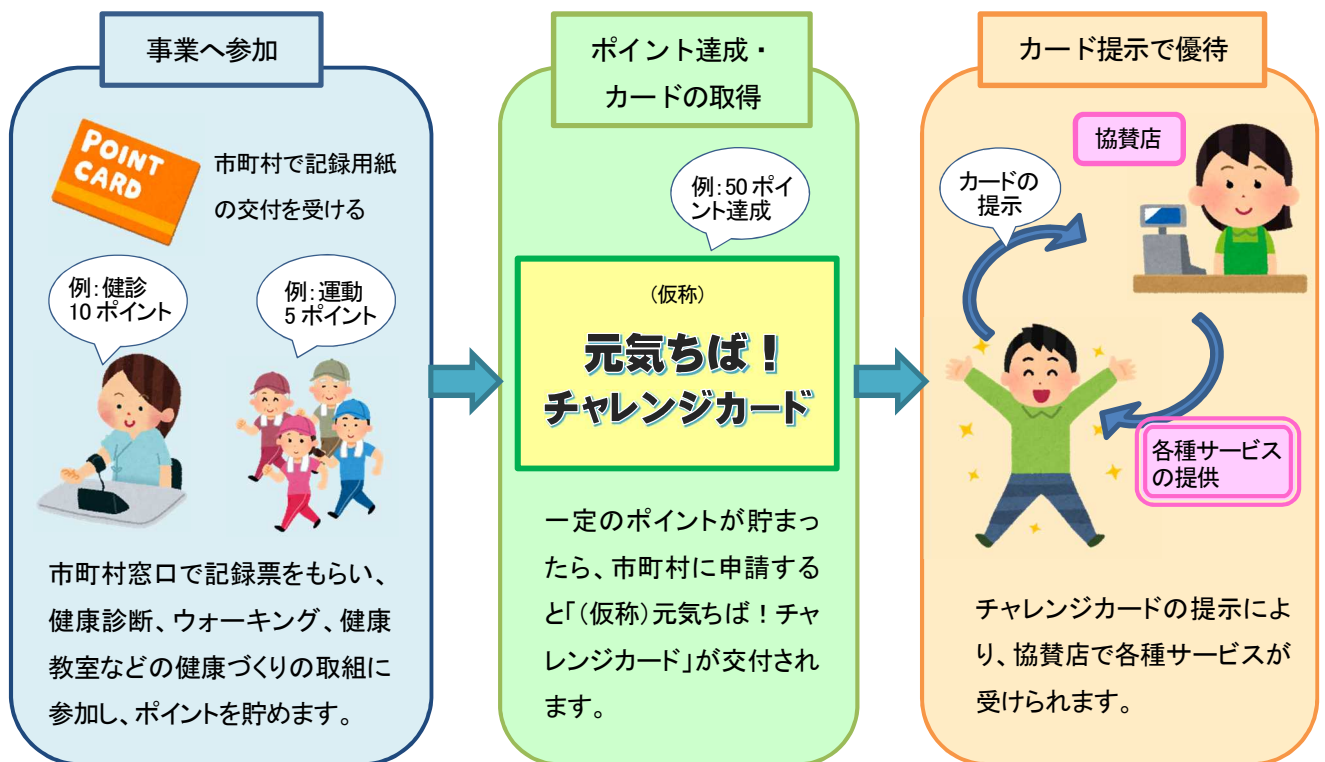 事業へ参加
POINT
CARD
市町村で記録用紙
の交付を受ける
例：健診
10ポイント
例：運動
5ポイント
市町村窓口で記録票をもらい、
健康診断、ウォーキング、健康
教室などの健康づくりの取組に
参加し、ポイントを貯めます。
ポイント達成・
カードの取得
例：50ポイ
ント達成
（仮称）
元気ちば！
チャレンジカード
一定のポイントが貯まっ
たら、市町村に申請する
と「（仮称）元気ちば！チャ
レンジカード」が交付され
ます。
カード提示で優待
協賛店
カードの
提示
各種サービス
の提供
チャレンジカードの提示によ
り、協賛店で各種サービスが
受けられます。